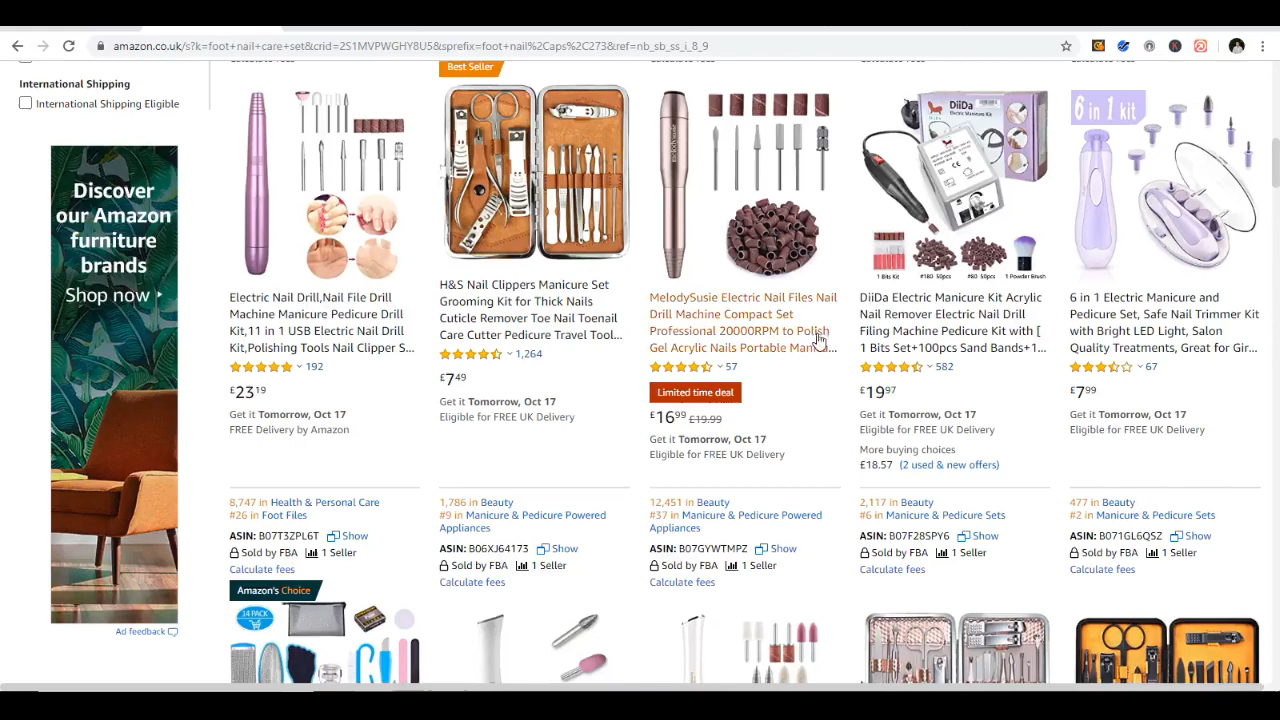 amazon.co.uk/s?k=foot+nail+care+set&crid=2S1MVPWGHY8U5&sprefix=foot+nail%2Caps%2C273&ref=nb_sb_ss_i_8_9
International Shipping
International Shipping Eligible
Discover
our Amazon
furniture
brands
Shop now
Ad feedback
Electric Nail Drill,Nail File Drill
Machine Manicure Pedicure Drill
Kit,11 in 1 USB Electric Nail Drill
Kit,Polishing Tools Nail Clipper S...
192
£23 19
Get it Tomorrow, Oct 17
FREE Delivery by Amazon
8,747 in Health & Personal Care
#26 in Foot Files
ASIN: B07T3ZPL6T Show
Sold by FBA 1 Seller
Calculate fees
Best Seller
H&S Nail Clippers Manicure Set
Grooming Kit for Thick Nails
Cuticle Remover Toe Nail Toenail
Care Cutter Pedicure Travel Tool...
1,264
£7 49
Get it Tomorrow, Oct 17
Eligible for FREE UK Delivery
1,786 in Beauty
#9 in Manicure & Pedicure Powered
Appliances
ASIN: B06XJ64173 Show
Sold by FBA 1 Seller
Calculate fees
MelodySusie Electric Nail Files Nail
Drill Machine Compact Set
Professional 20000RPM to Polish
Gel Acrylic Nails Portable Mani
57
Limited time deal
£16 99 £19.99
Get it Tomorrow, Oct 17
Eligible for FREE UK Delivery
12,451 in Beauty
#37 in Manicure & Pedicure Powered
Appliances
ASIN: B07GYWTMPZ Show
Sold by FBA 1 Seller
Calculate fees
DiiDa
1 Bits Kit #180 50pcs #80 50pcs 1 Powder Brush
DiiDa Electric Manicure Kit Acrylic
Nail Remover Electric Nail Drill
Filing Machine Pedicure Kit with [
1 Bits Set+100pcs Sand Bands+1...
582
£19 97
Get it Tomorrow, Oct 17
Eligible for FREE UK Delivery
More buying choices
£18.57 (2 used & new offers)
2,117 in Beauty
#6 in Manicure & Pedicure Sets
ASIN: B07F28SPY6 Show
Sold by FBA 1 Seller
Calculate fees
6 in 1 kit
6 in 1 Electric Manicure and
Pedicure Set, Safe Nail Trimmer Kit
with Bright LED Light, Salon
Quality Treatments, Great for Gir...
67
£7 99
Get it Tomorrow, Oct 17
Eligible for FREE UK Delivery
477 in Beauty
#2 in Manicure & Pedicure Sets
ASIN: B071GL6QSZ Show
Sold by FBA 1 Seller
Calculate fees
Amazon's Choice
14 PACK